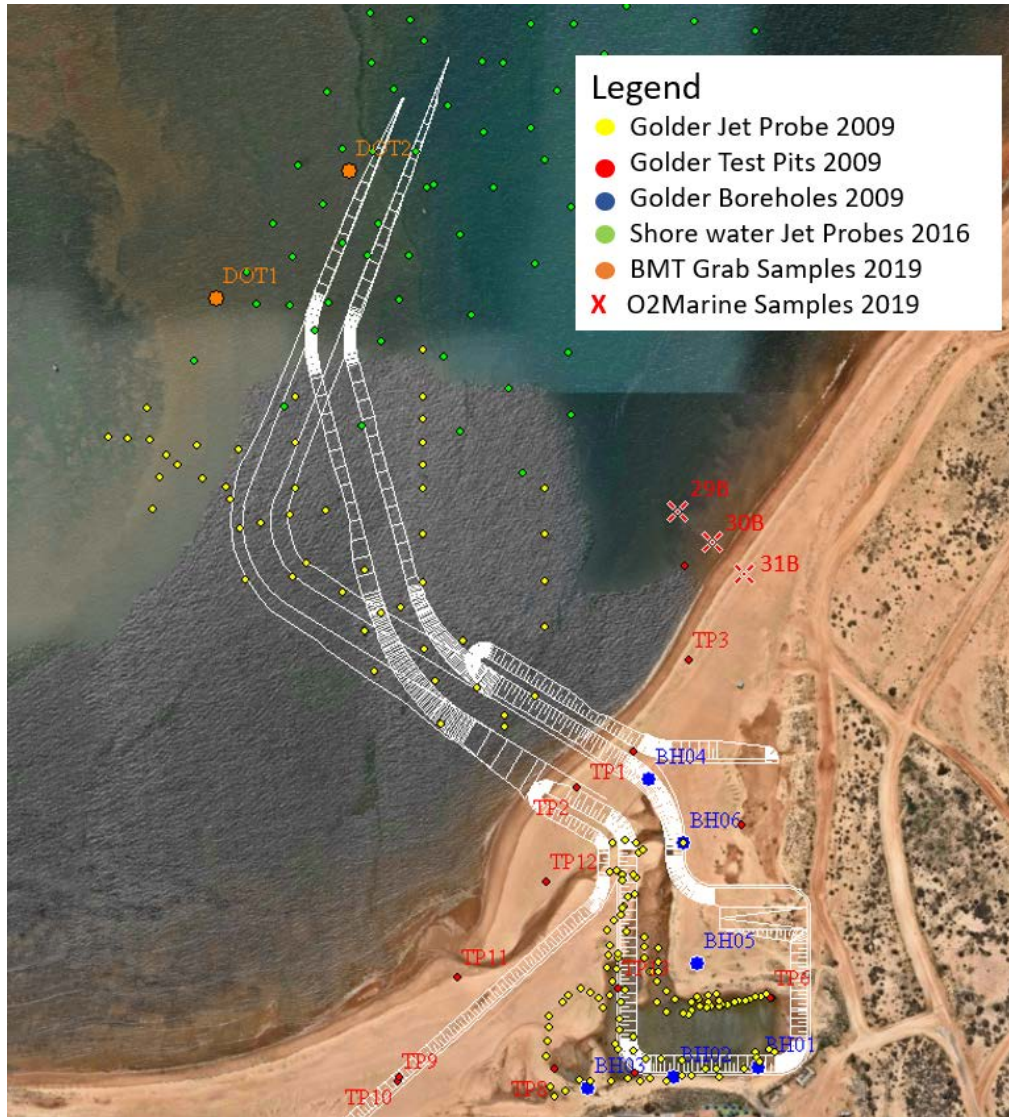 Legend
Golder Jet Probe 2009
Golder Test Pits 2009
Golder Boreholes 2009
Shore water Jet Probes 2016
BMT Grab Samples 2019
X O2Marine Samples 2019
DOT2
DOT1
29B
30B
31B
TP3
TP1
BH04
TP2
BH06
TP12
BH05
TP11
TP6
BH01
BH02
BH03
TP9
TP8
TP10